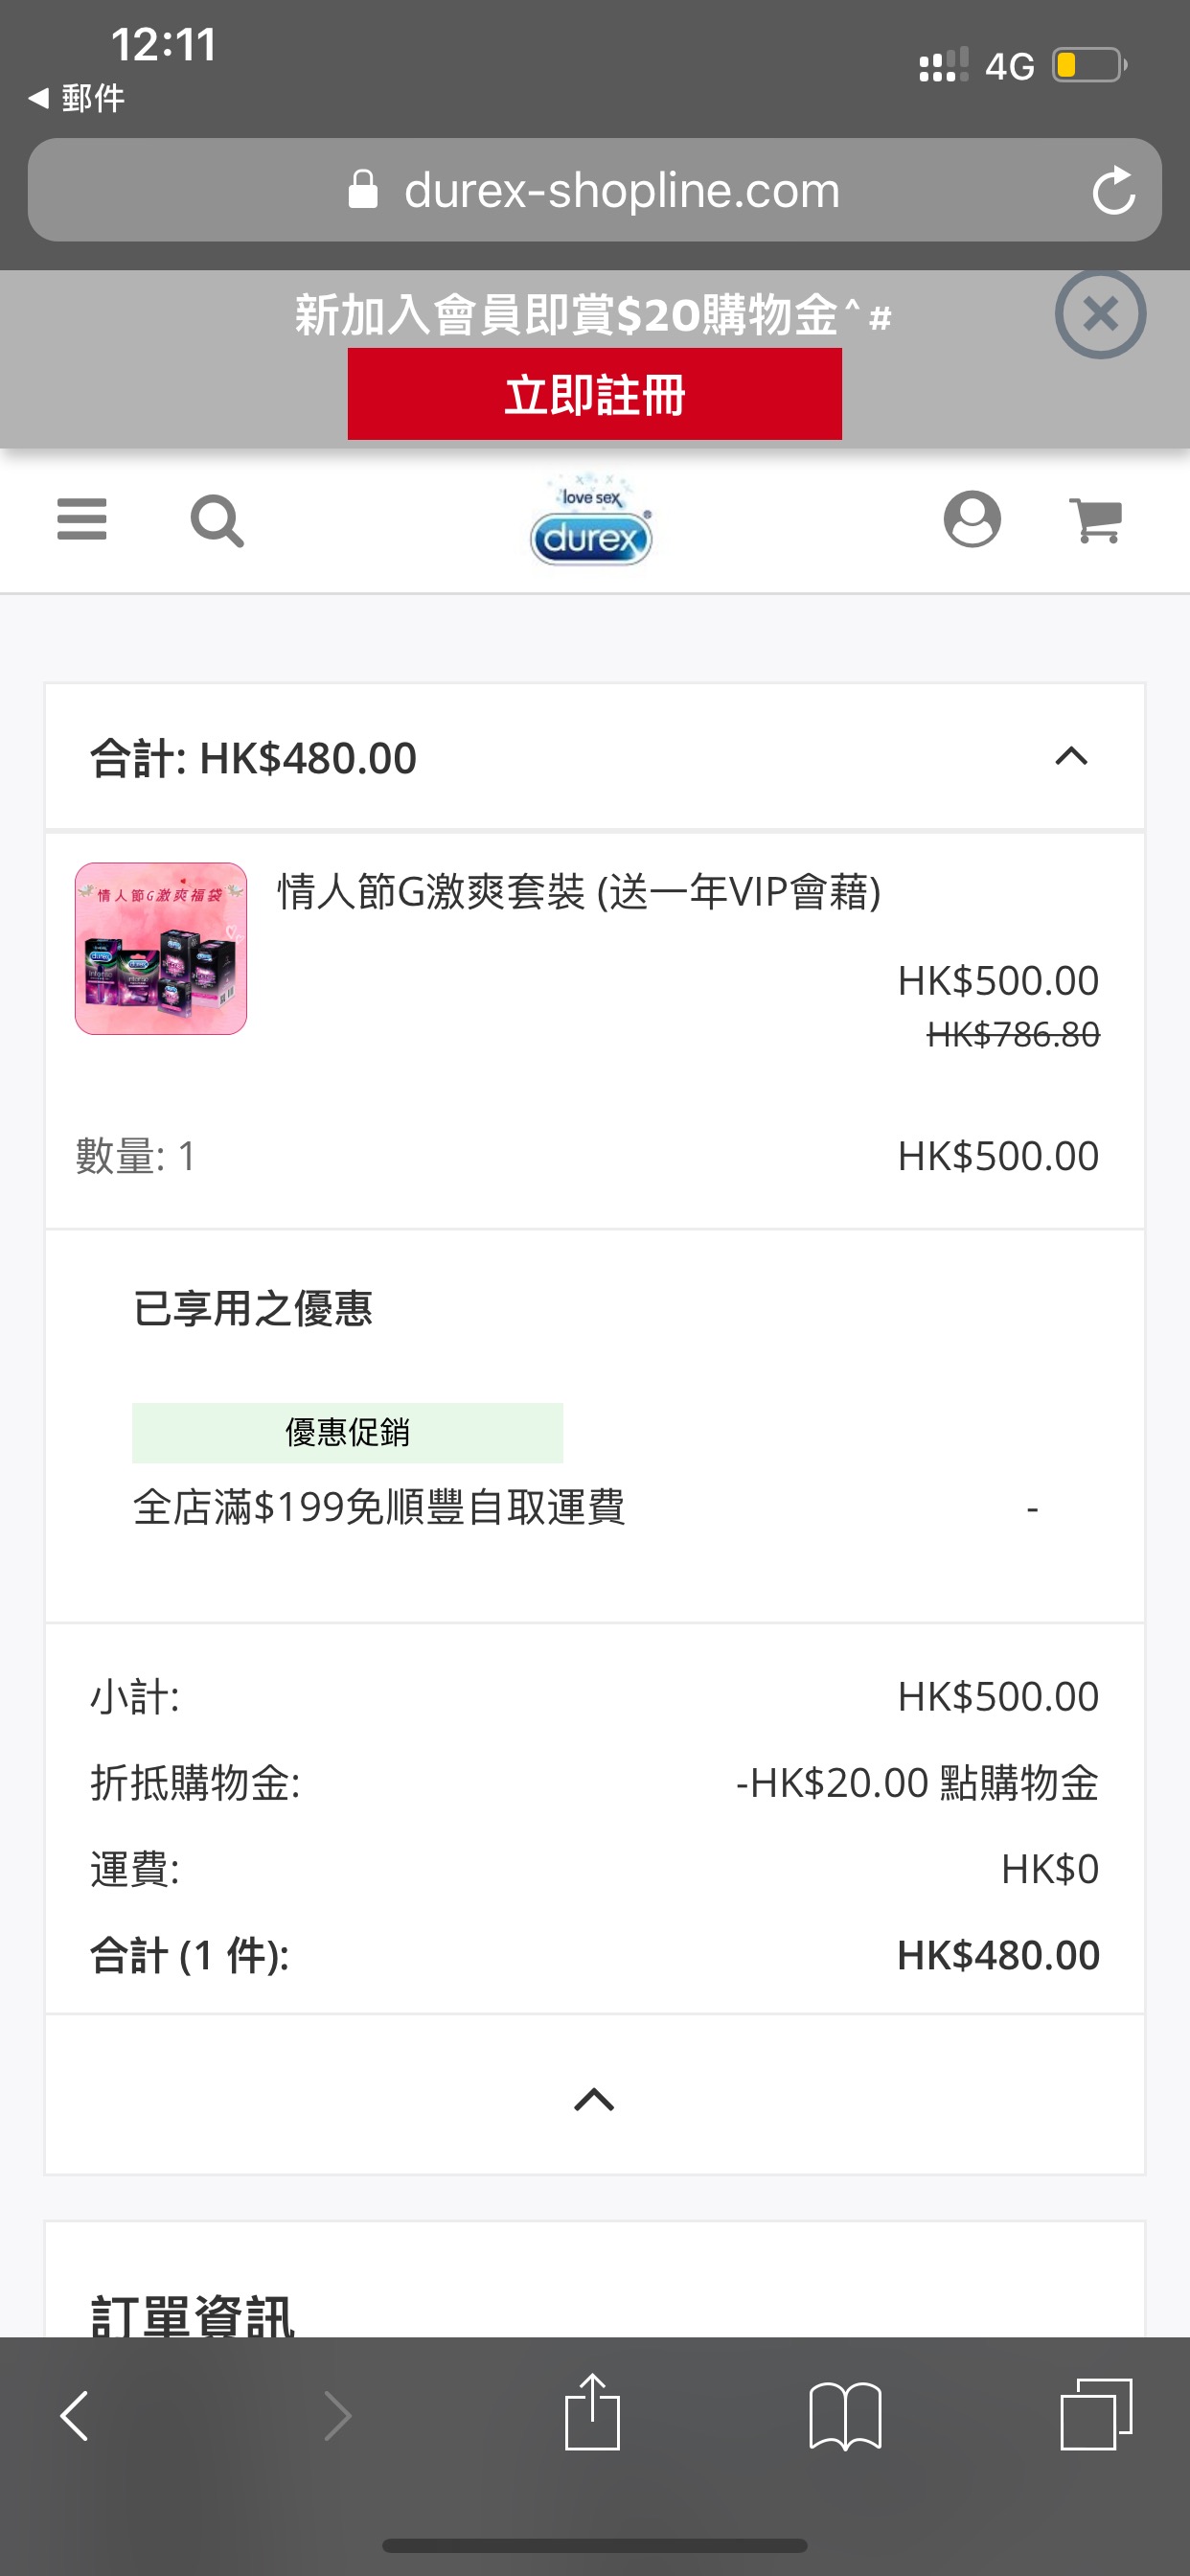 12:11
4G
郵件
durex-shopline.com
新加入會員即賞$20購物金^#
立即註冊
love sex
durex®
合計: HK$480.00
情人節G激爽福袋
情人節G激爽套裝 (送一年VIP會藉)
HK$500.00
HK$786.80
數量: 1
HK$500.00
已享用之優惠
優惠促銷
全店滿$199免順豐自取運費 -
小計: HK$500.00
折抵購物金: -HK$20.00 點購物金
運費: HK$0
合計 (1 件): HK$480.00
訂單資訊